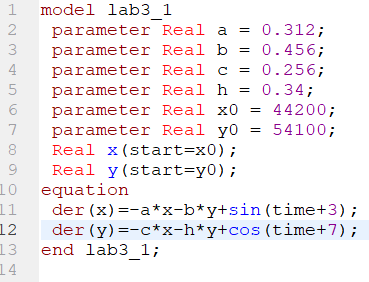 1 model lab3_1
2 parameter Real a = 0.312;
3 parameter Real b = 0.456;
4 parameter Real c = 0.256;
5 parameter Real h = 0.34;
6 parameter Real x0 = 44200;
7 parameter Real y0 = 54100;
8 Real x(start=x0);
9 Real y(start=y0);
10 equation
11 der(x)=-a*x-b*y+sin(time+3);
12 der(y)=-c*x-h*y+cos(time+7);
13 end lab3_1;
14